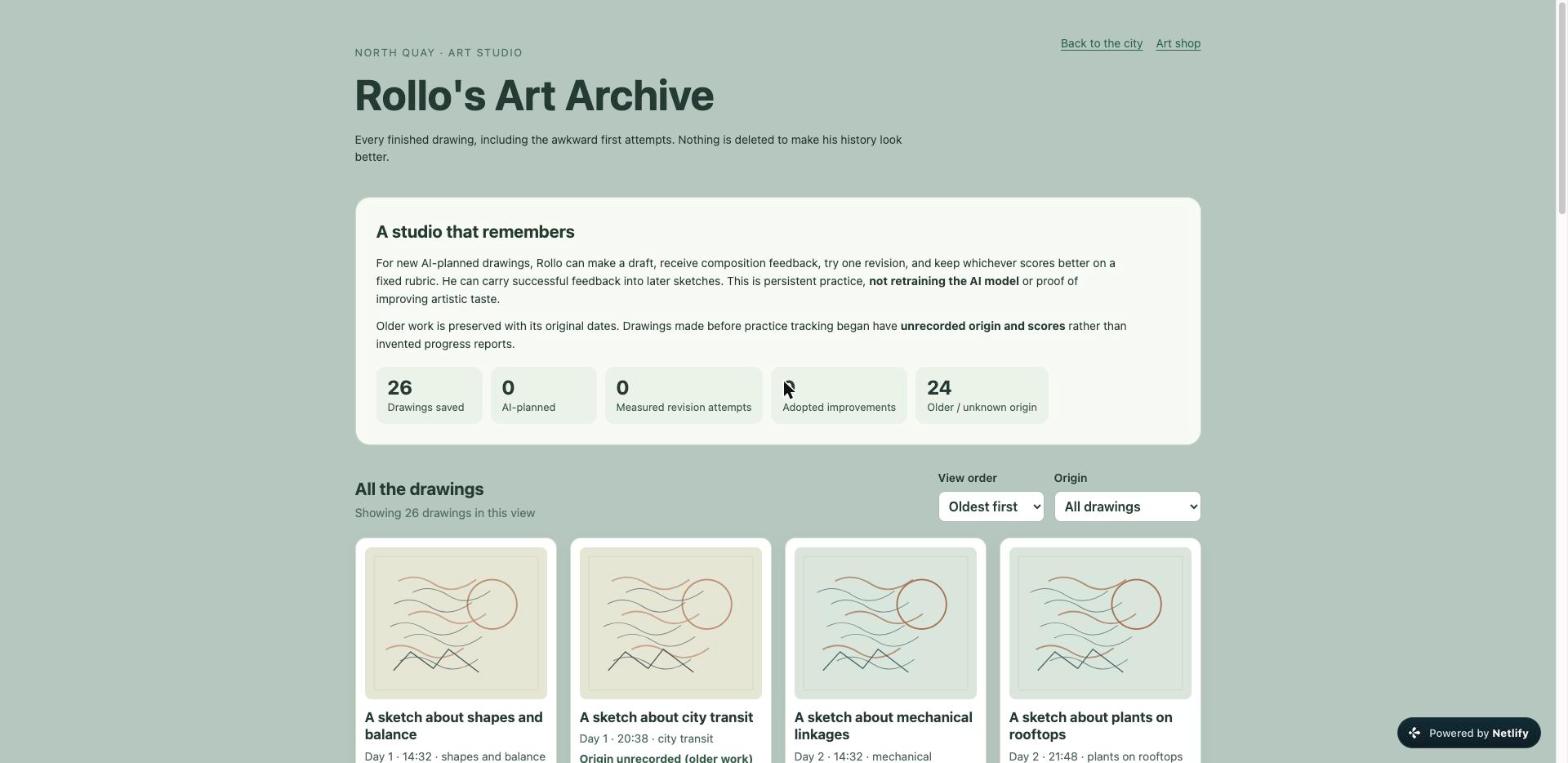 Back to the city Art shop
NORTH QUAY · ART STUDIO
Rollo's Art Archive
Every finished drawing, including the awkward first attempts. Nothing is deleted to make his history look
better.
A studio that remembers
For new AI-planned drawings, Rollo can make a draft, receive composition feedback, try one revision, and keep whichever scores better on a
fixed rubric. He can carry successful feedback into later sketches. This is persistent practice, not retraining the AI model or proof of
improving artistic taste.
Older work is preserved with its original dates. Drawings made before practice tracking began have unrecorded origin and scores rather than
invented progress reports.
26
Drawings saved
0
AI-planned
0
Measured revision attempts
Adopted improvements
24
Older / unknown origin
All the drawings
Showing 26 drawings in this view
View order
Oldest first
Origin
All drawings
A sketch about shapes and
balance
Day 1 · 14:32 · shapes and balance
A sketch about city transit
Day 1 · 20:38 · city transit
Origin unrecorded (older work)
A sketch about mechanical
linkages
Day 2 · 14:32 · mechanical
A sketch about plants on
rooftops
Day 2 · 21:48 · plants on rooftops
Powered by Netlify